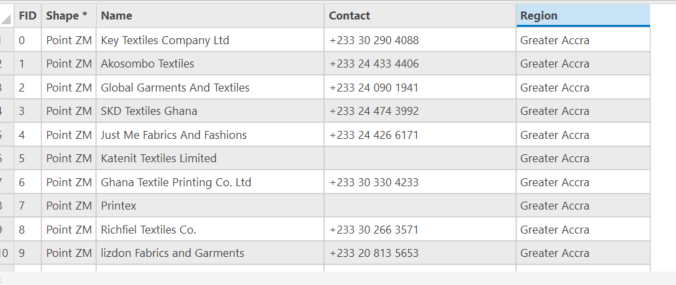 FID Shape * Name Contact Region
0 Point ZM Key Textiles Company Ltd +233 30 290 4088 Greater Accra
2 1 Point ZM Akosombo Textiles +233 24 433 4406 Greater Accra
3 2 Point ZM Global Garments And Textiles +233 24 090 1941 Greater Accra
4 3 Point ZM SKD Textiles Ghana +233 24 474 3992 Greater Accra
5 4 Point ZM Just Me Fabrics And Fashions +233 24 426 6171 Greater Accra
6 5 Point ZM Katenit Textiles Limited Greater Accra
7 6 Point ZM Ghana Textile Printing Co. Ltd +233 30 330 4233 Greater Accra
8 7 Point ZM Printex Greater Accra
9 8 Point ZM Richfiel Textiles Co. +233 30 266 3571 Greater Accra
10 9 Point ZM lizdon Fabrics and Garments +233 20 813 5653 Greater Accra